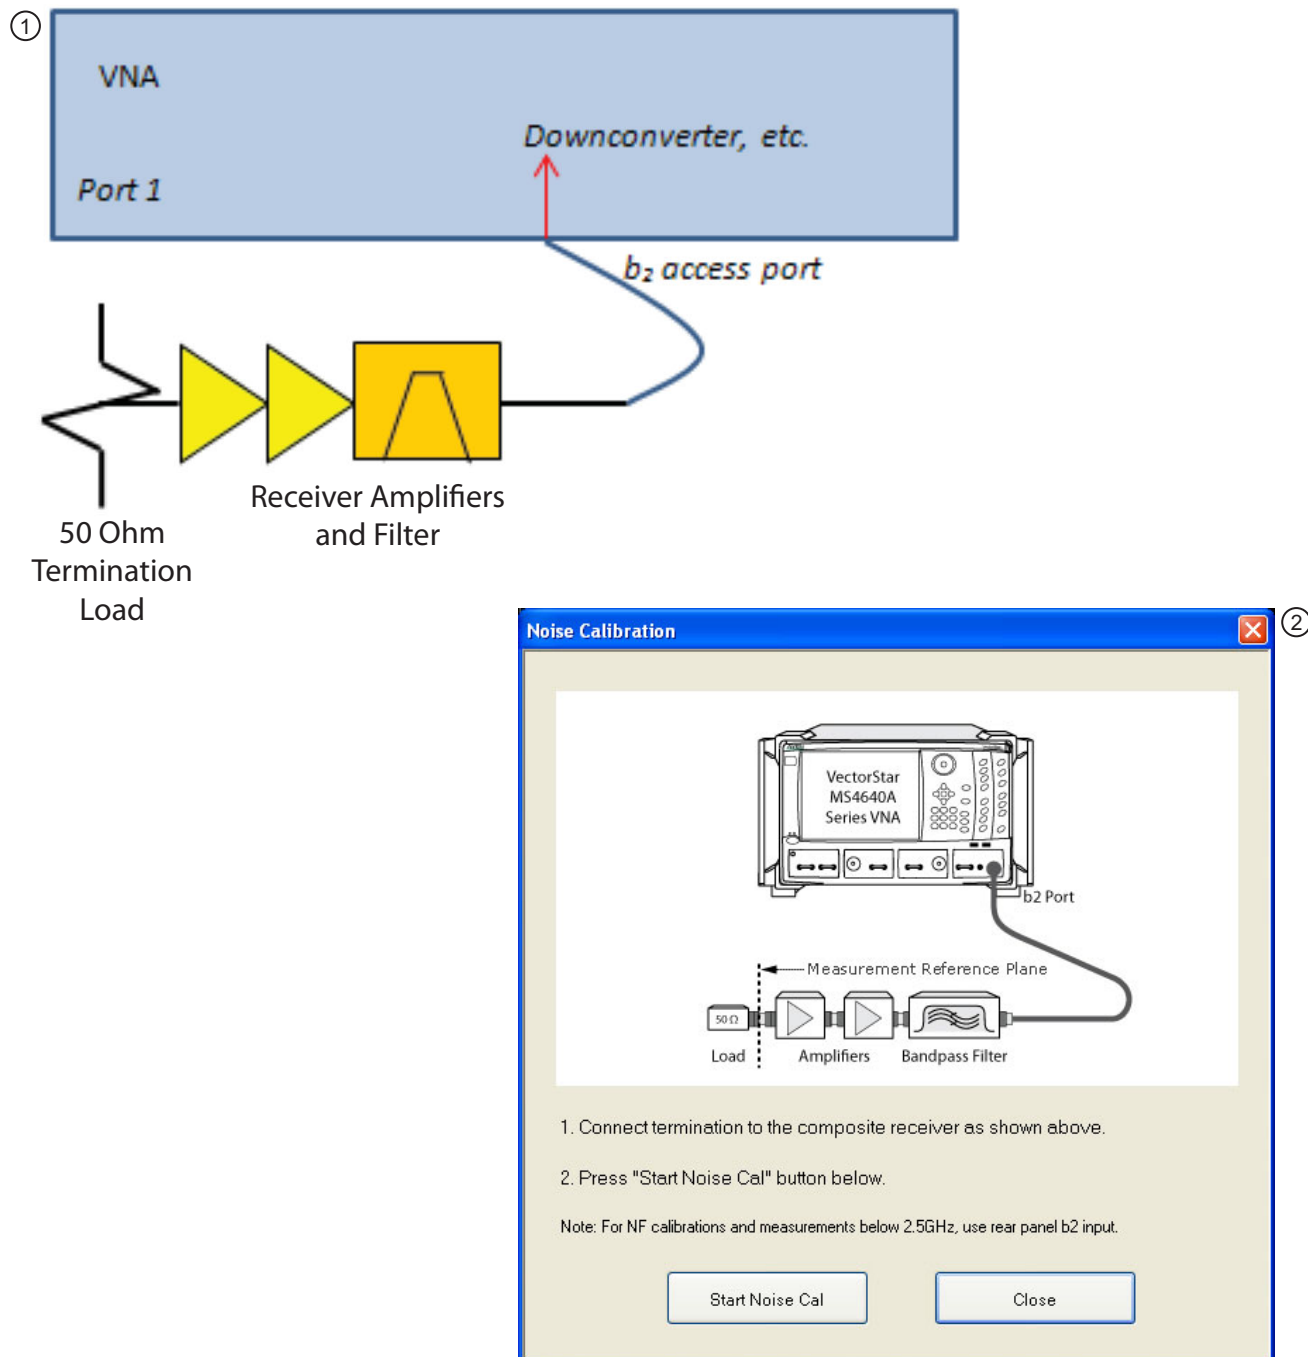 ①
VNA
Downconverter, etc.
Port 1
b₂ access port
Receiver Amplifiers
and Filter
50 Ohm
Termination
Load
②
Noise Calibration
VectorStar
MS4640A
Series VNA
b2 Port
Measurement Reference Plane
50 Ω
Load
Amplifiers
Bandpass Filter
1. Connect termination to the composite receiver as shown above.
2. Press "Start Noise Cal" button below.
Note: For NF calibrations and measurements below 2.5GHz, use rear panel b2 input.
Start Noise Cal
Close